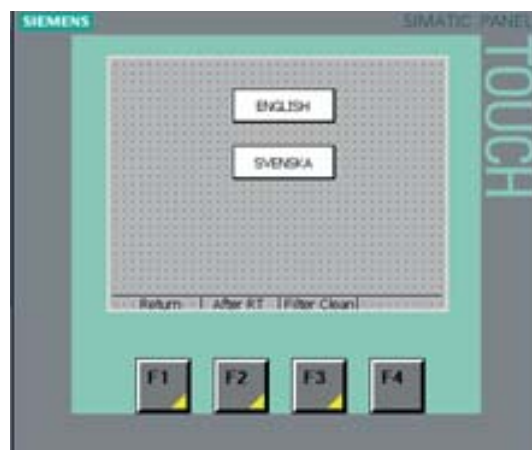 SIEMENS
SIMATIC PANEL
TOUCH
ENGLISH
SVENSKA
Return | After RT | Filter Clean|
F1 F2 F3 F4